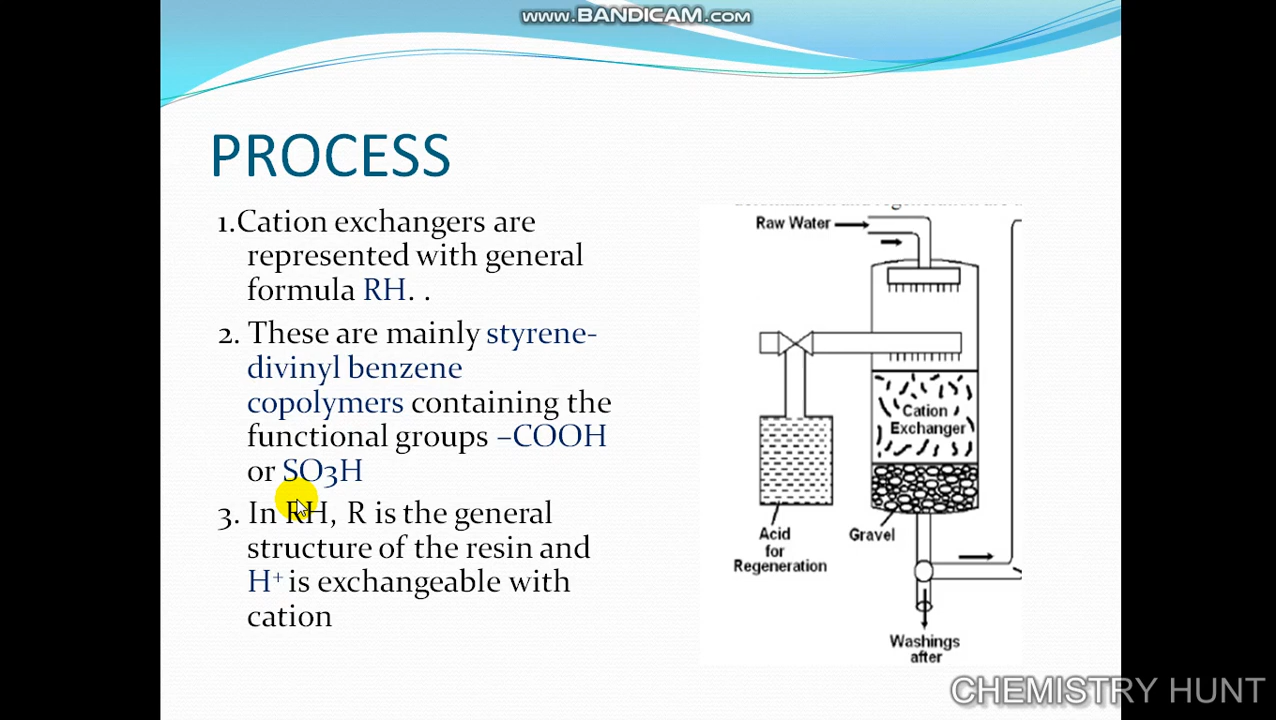 www.BANDICAM.com
PROCESS
1.Cation exchangers are
represented with general
formula RH. .
2. These are mainly styrene-
divinyl benzene
copolymers containing the
functional groups –COOH
or SO3H
3. In RH, R is the general
structure of the resin and
H⁺ is exchangeable with
cation
Raw Water
Cation
Exchanger
Acid
for
Regeneration
Gravel
Washings
after
CHEMISTRY HUNT